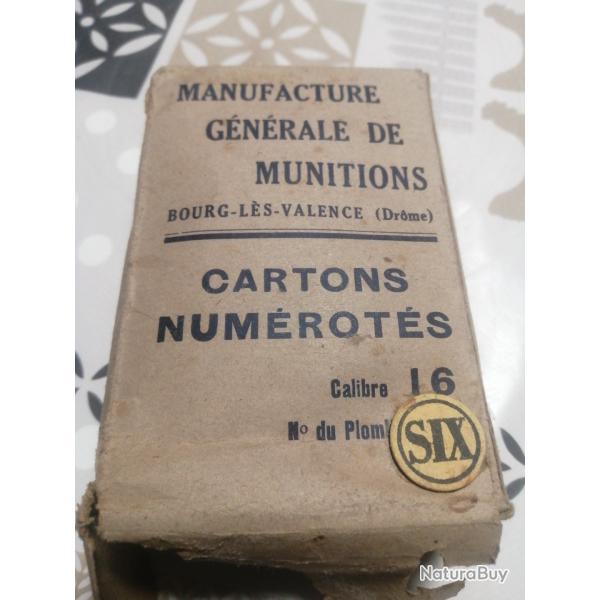 MANUFACTURE
GÉNÉRALE DE
MUNITIONS
BOURG-LÈS-VALENCE (Drôme)
CARTONS
NUMÉROTÉS
Calibre 16
Nº du Plomb
SIX
NaturaBuy